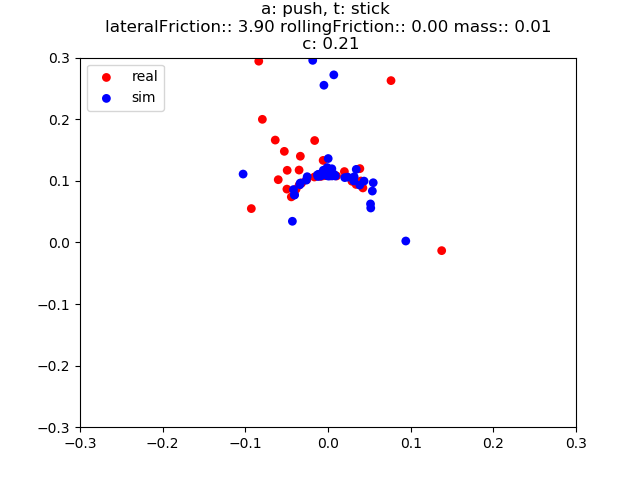 a: push, t: stick
lateralFriction:: 3.90 rollingFriction:: 0.00 mass:: 0.01
c: 0.21
real
sim
0.3
0.2
0.1
0.0
−0.1
−0.2
−0.3
−0.3 −0.2 −0.1 0.0 0.1 0.2 0.3